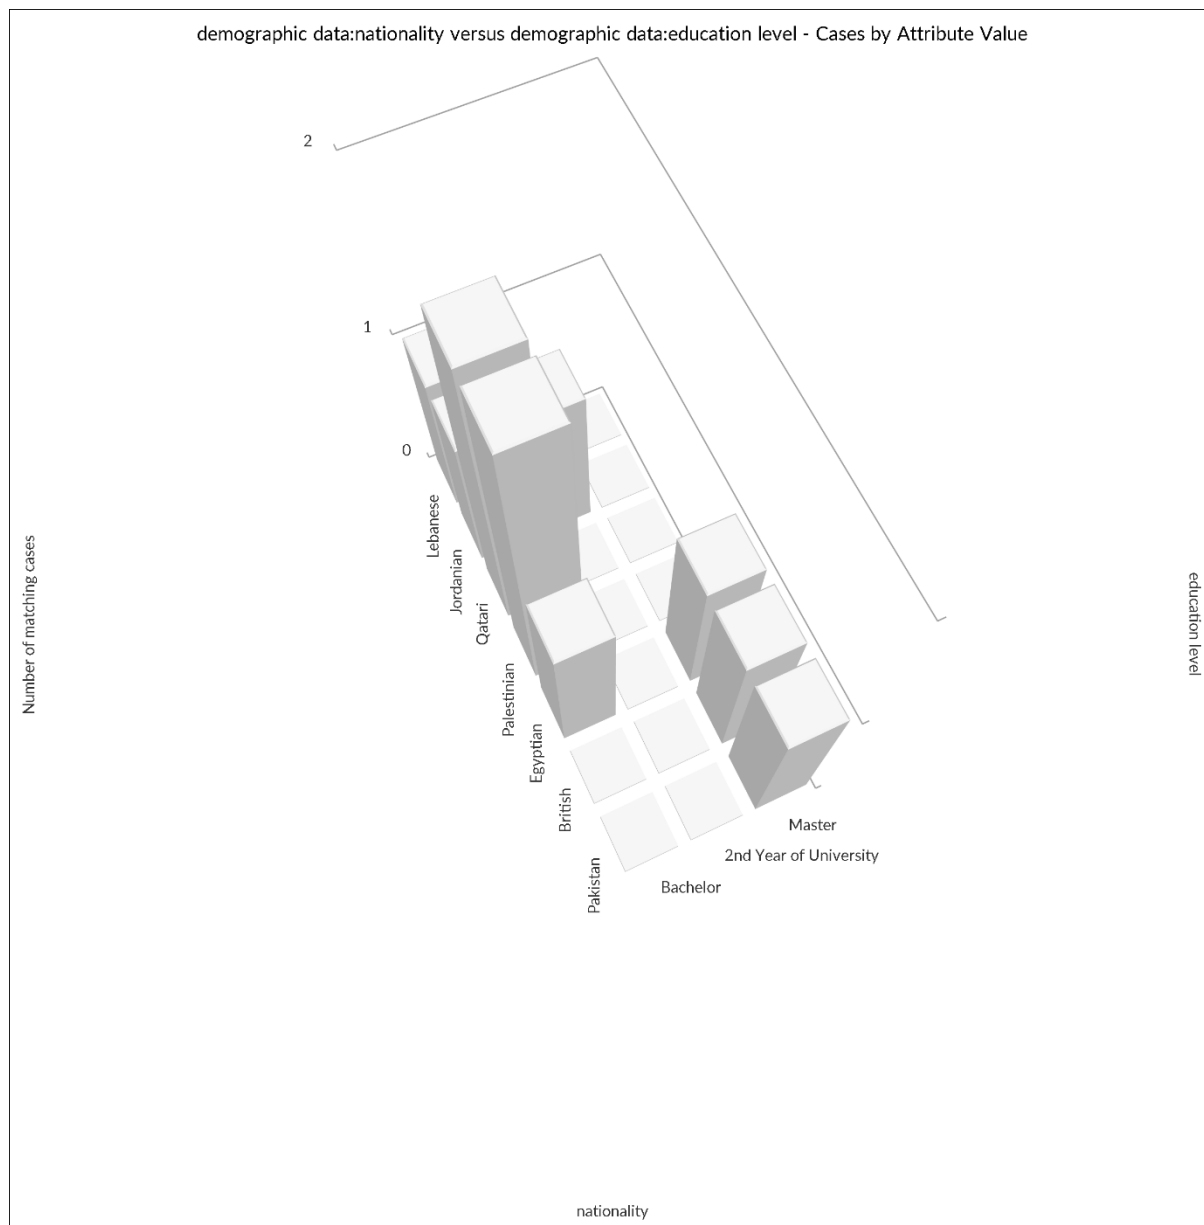 demographic data:nationality versus demographic data:education level - Cases by Attribute Value
2
1
0
Number of matching cases
education level
Lebanese
Jordanian
Qatari
Palestinian
Egyptian
British
Pakistan
Master
2nd Year of University
Bachelor
nationality